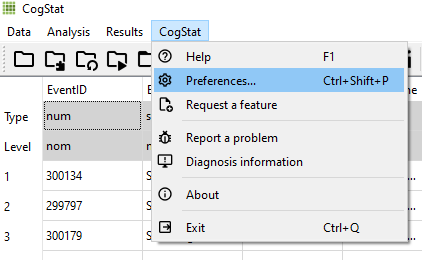 CogStat
Data Analysis Results CogStat
Help F1
Preferences... Ctrl+Shift+P
Request a feature
Report a problem
Diagnosis information
About
Exit Ctrl+Q
EventID
Type num
Level nom
1 300134
2 299797
3 300179